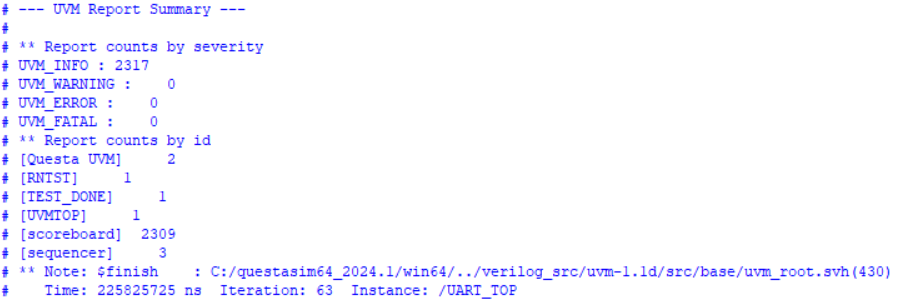 # --- UVM Report Summary ---
#
# ** Report counts by severity
# UVM_INFO : 2317
# UVM_WARNING :    0
# UVM_ERROR :    0
# UVM_FATAL :    0
# ** Report counts by id
# [Questa UVM]     2
# [RNTST]     1
# [TEST_DONE]     1
# [UVMTOP]     1
# [scoreboard]  2309
# [sequencer]     3
# ** Note: $finish    : C:/questasim64_2024.1/win64/../verilog_src/uvm-1.1d/src/base/uvm_root.svh(430)
#    Time: 225825725 ns  Iteration: 63  Instance: /UART_TOP